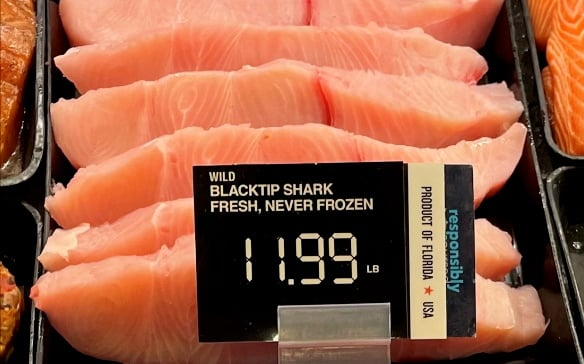 WILD
BLACKTIP SHARK
FRESH, NEVER FROZEN
11.99 LB
PRODUCT OF FLORIDA ★ USA
responsibly